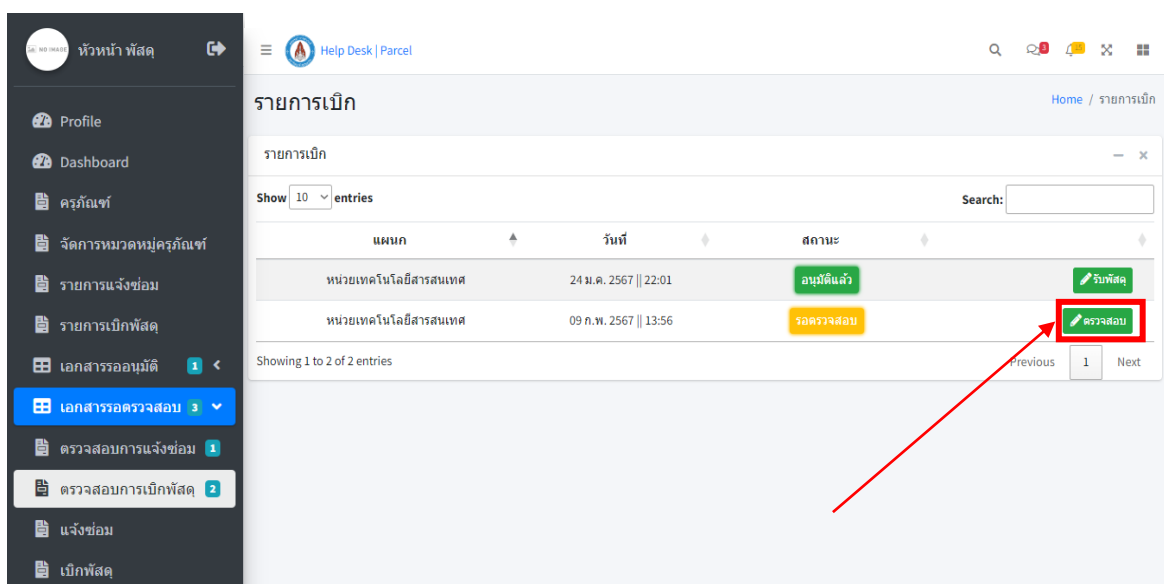 NO IMAGE
หัวหน้า พัสดุ
Profile
Dashboard
ครุภัณฑ์
จัดการหมวดหมู่ครุภัณฑ์
รายการแจ้งซ่อม
รายการเบิกพัสดุ
เอกสารรออนุมัติ 1
เอกสารรอตรวจสอบ 3
ตรวจสอบการแจ้งซ่อม 1
ตรวจสอบการเบิกพัสดุ 2
แจ้งซ่อม
เบิกพัสดุ
Help Desk | Parcel
3
รายการเบิก
Home / รายการเบิก
รายการเบิก
Show 10 entries
Search:
แผนก วันที่ สถานะ
หน่วยเทคโนโลยีสารสนเทศ 24 ม.ค. 2567 || 22:01 อนุมัติแล้ว รับพัสดุ
หน่วยเทคโนโลยีสารสนเทศ 09 ก.พ. 2567 || 13:56 รอตรวจสอบ ตรวจสอบ
Showing 1 to 2 of 2 entries
Previous 1 Next